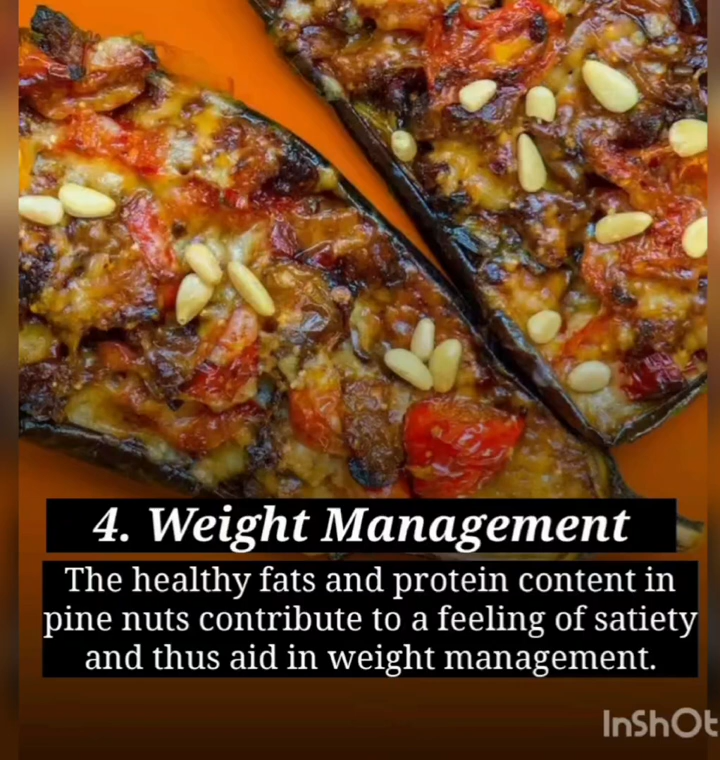 4. Weight Management
The healthy fats and protein content in
pine nuts contribute to a feeling of satiety
and thus aid in weight management.
InShOt